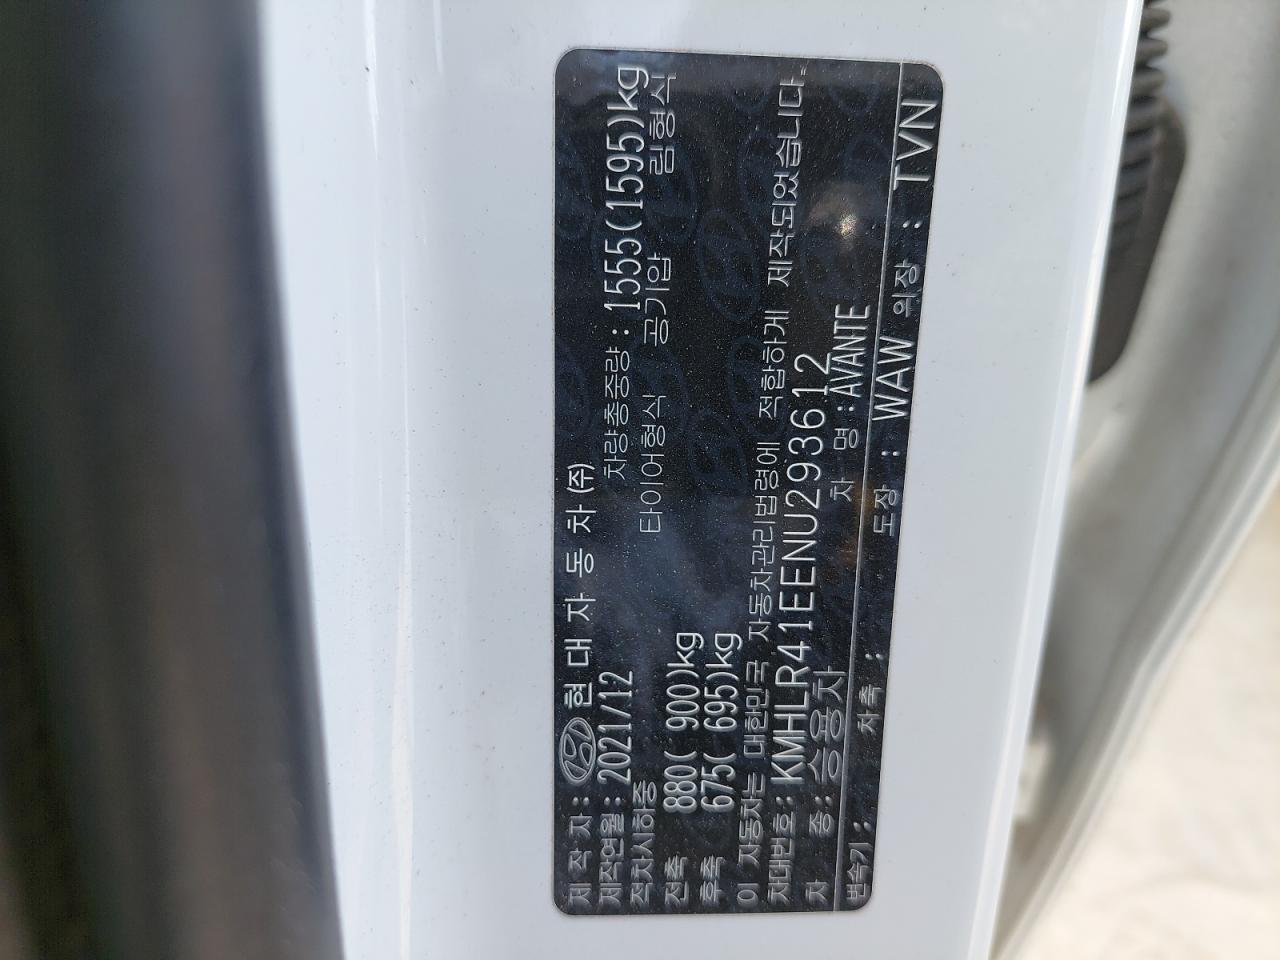 제 작 자 : 현 대 자 동 차 (주)
제작연월: 2021/12 차량총중량 : 1555(1595)kg
적차시하중 타이어형식 공기압 림형식
전축 880( 900)kg
후축 675( 695)kg
이 자동차는 대한민국 자동차관리법령에 적합하게 제작되었습니다.
차대번호: KMHLR41EENU293612
차 종: 승용차 차 명 : AVANTE
변속기 : 차축 : 도장 : WAW 외장 : TVN